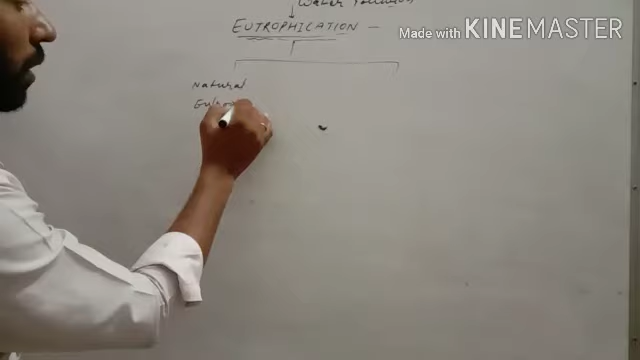 Water Pollution
EUTROPHICATION -
Made with KINEMASTER
Natural